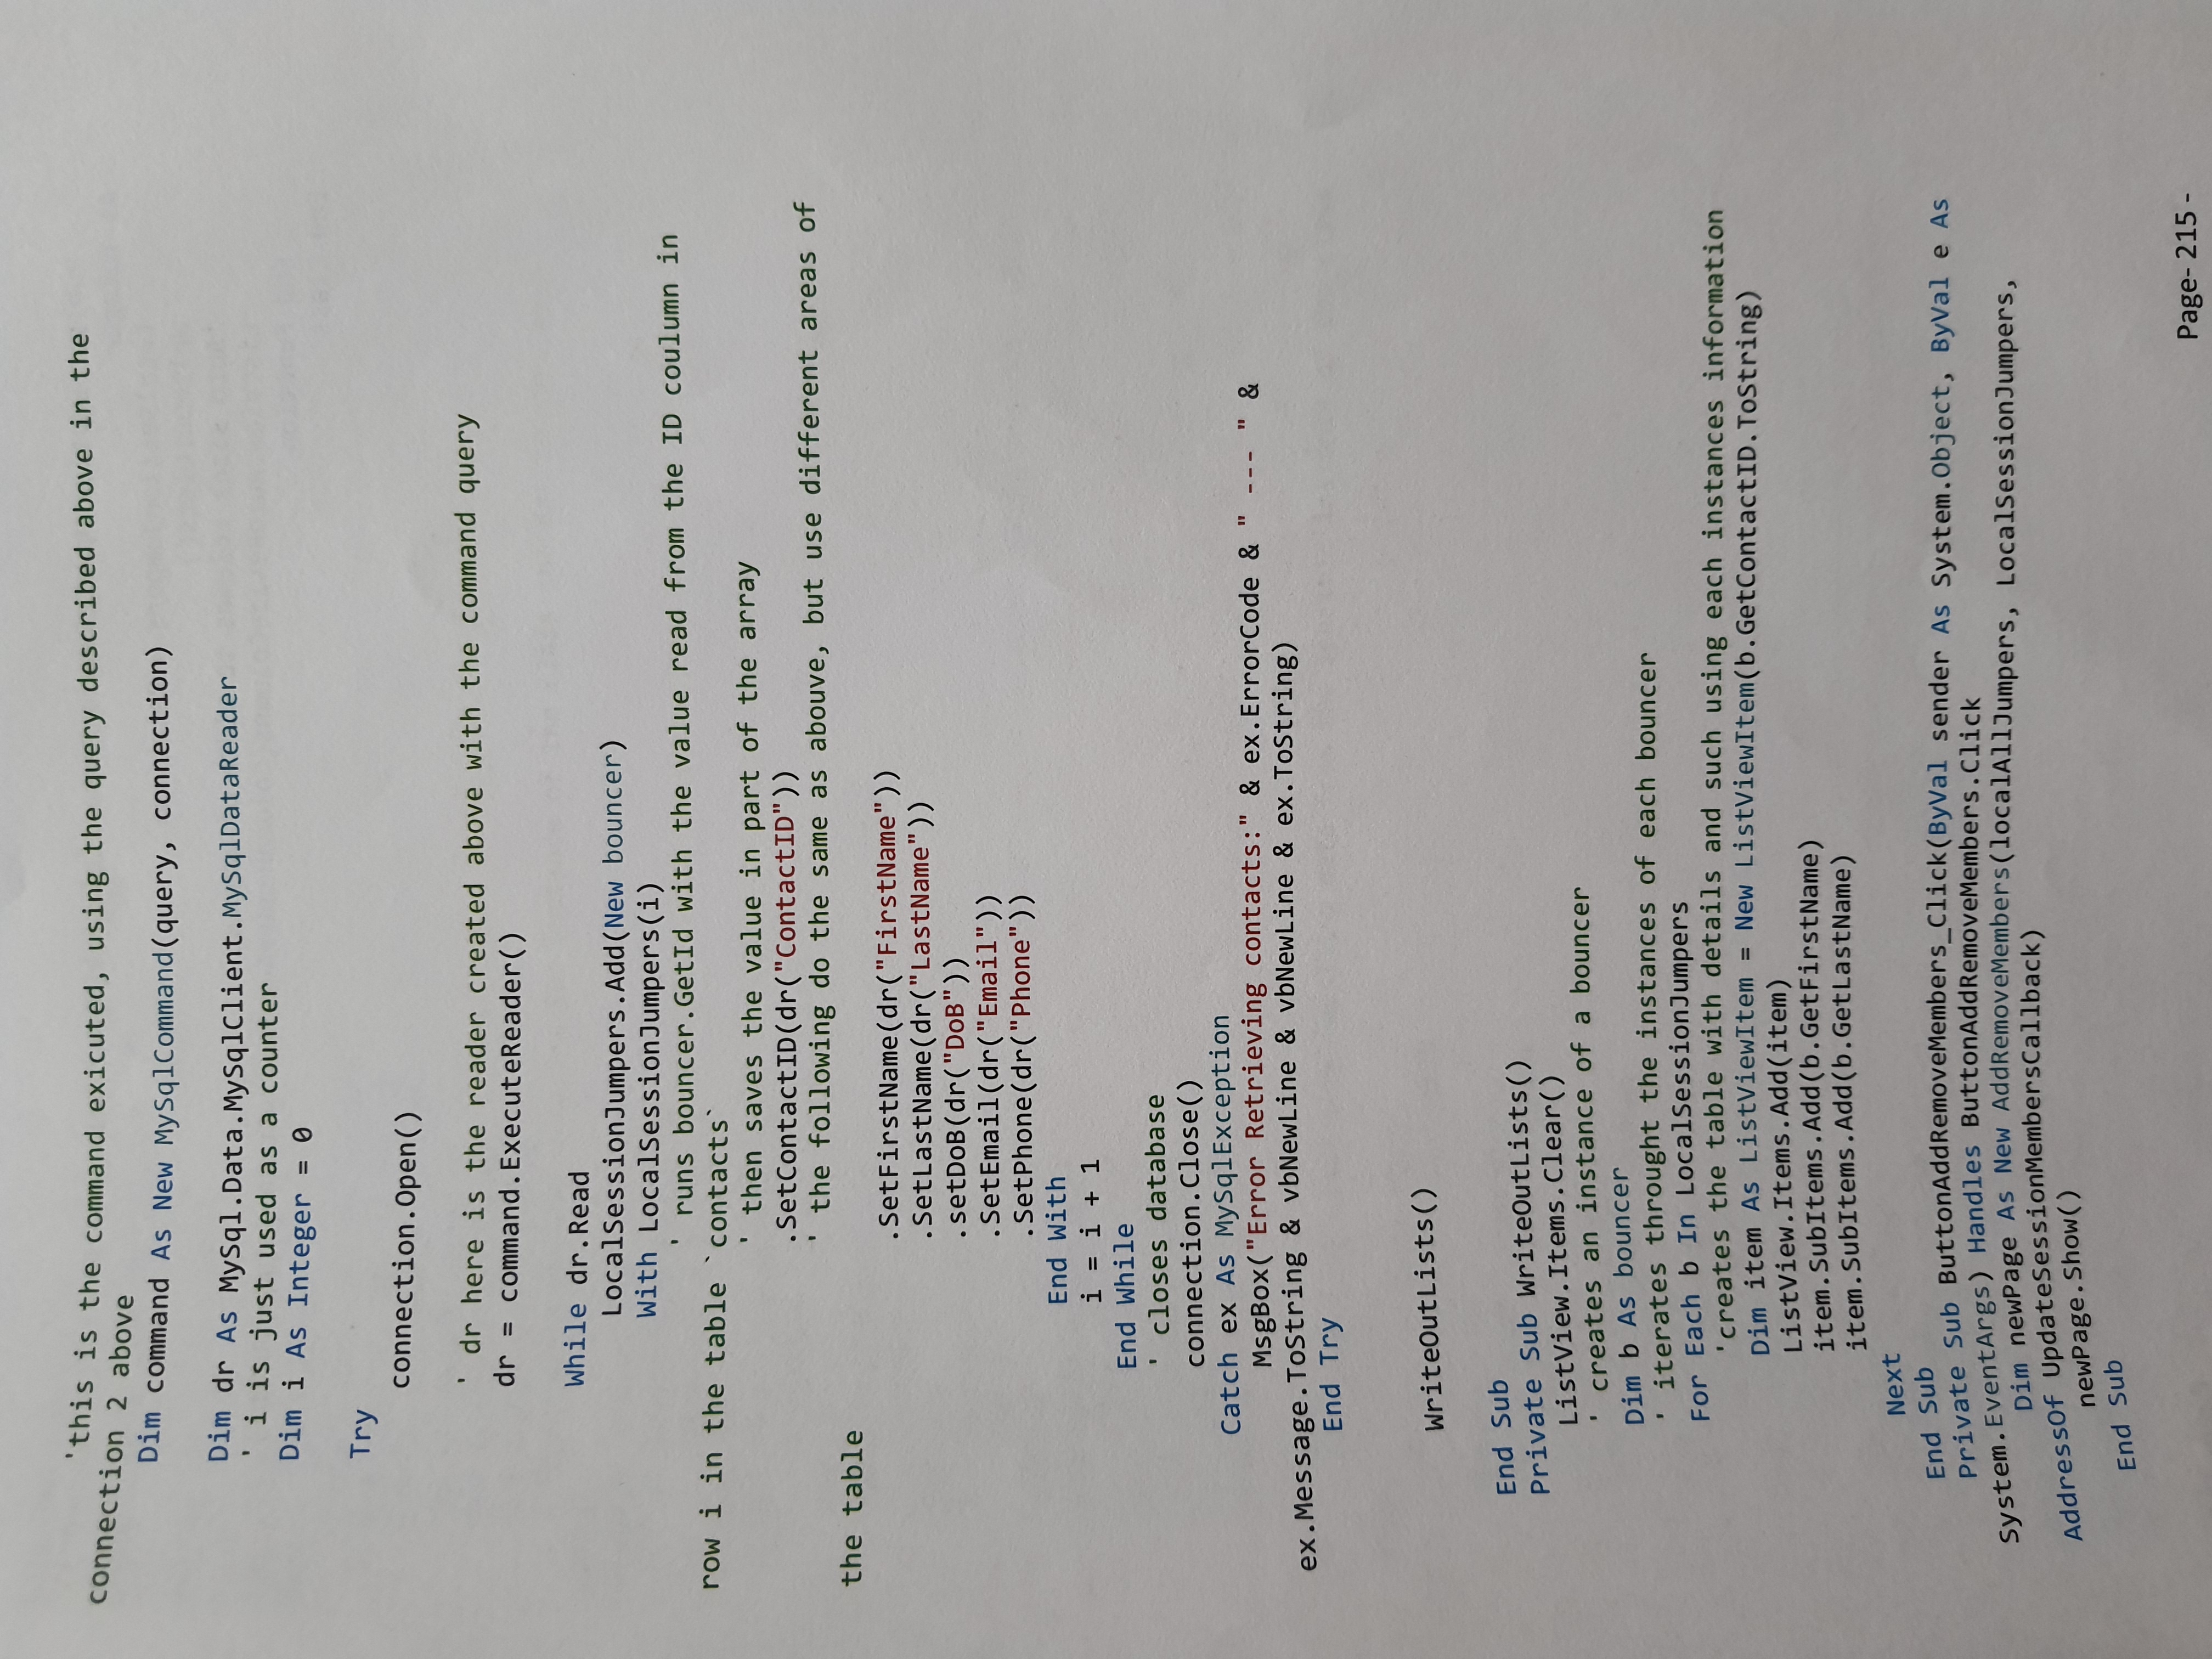 'this is the command exicuted, using the query described above in the
connection 2 above
Dim command As New MySqlCommand(query, connection)
Dim dr As MySql.Data.MySqlClient.MySqlDataReader
' i is just used as a counter
Dim i As Integer = 0
Try
connection.Open()
' dr here is the reader created above with the command query
dr = command.ExecuteReader()
While dr.Read
LocalSessionJumpers.Add(New bouncer)
With LocalSessionJumpers(i)
' runs bouncer.GetId with the value read from the ID coulumn in
row i in the table `contacts`
' then saves the value in part of the array
.SetContactID(dr("ContactID"))
' the following do the same as abouve, but use different areas of
the table
.SetFirstName(dr("FirstName"))
.SetLastName(dr("LastName"))
.setDoB(dr("DoB"))
.SetEmail(dr("Email"))
.SetPhone(dr("Phone"))
End With
i = i + 1
End While
' closes database
connection.Close()
Catch ex As MySqlException
MsgBox("Error Retrieving contacts:" & ex.ErrorCode & " --- " &
ex.Message.ToString & vbNewLine & vbNewLine & ex.ToString)
End Try
WriteOutLists()
End Sub
Private Sub WriteOutLists()
ListView.Items.Clear()
' creates an instance of a bouncer
Dim b As bouncer
' iterates throught the instances of each bouncer
For Each b In LocalSessionJumpers
'creates the table with details and such using each instances information
Dim item As ListViewItem = New ListViewItem(b.GetContactID.ToString)
ListView.Items.Add(item)
item.SubItems.Add(b.GetFirstName)
item.SubItems.Add(b.GetLastName)
Next
End Sub
Private Sub ButtonAddRemoveMembers_Click(ByVal sender As System.Object, ByVal e As
System.EventArgs) Handles ButtonAddRemoveMembers.Click
Dim newPage As New AddRemoveMembers(localAllJumpers, LocalSessionJumpers,
AddressOf UpdateSessionMembersCallback)
newPage.Show()
End Sub
Page- 215 -